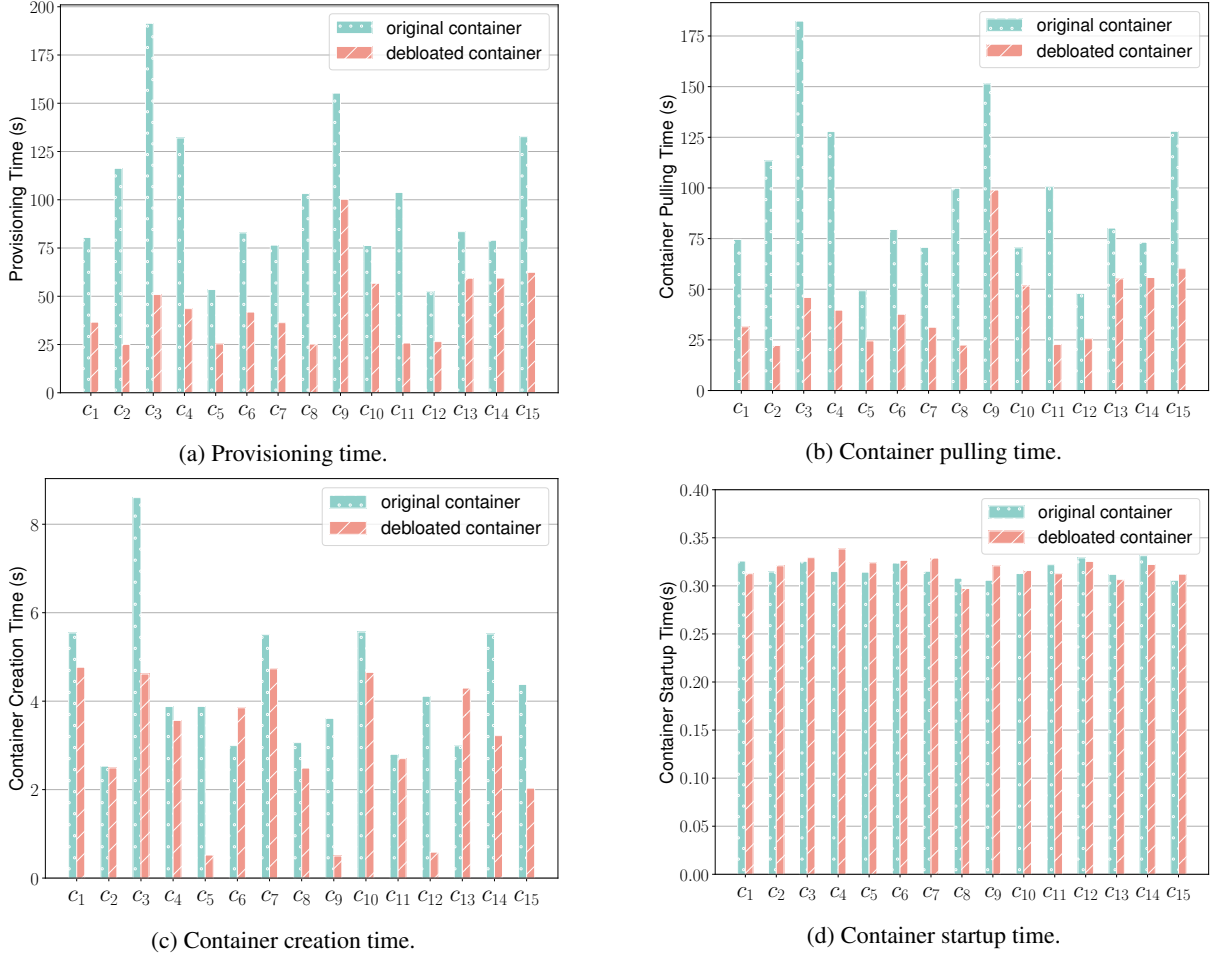 200
175
150
125
100
75
50
25
0
Provisioning Time (s)
original container
debloated container
c1 c2 c3 c4 c5 c6 c7 c8 c9 c10 c11 c12 c13 c14 c15
(a) Provisioning time.
175
150
125
100
75
50
25
0
Container Pulling Time (s)
original container
debloated container
c1 c2 c3 c4 c5 c6 c7 c8 c9 c10 c11 c12 c13 c14 c15
(b) Container pulling time.
8
6
4
2
0
Container Creation Time (s)
original container
debloated container
c1 c2 c3 c4 c5 c6 c7 c8 c9 c10 c11 c12 c13 c14 c15
(c) Container creation time.
0.40
0.35
0.30
0.25
0.20
0.15
0.10
0.05
0.00
Container Startup Time(s)
original container
debloated container
c1 c2 c3 c4 c5 c6 c7 c8 c9 c10 c11 c12 c13 c14 c15
(d) Container startup time.